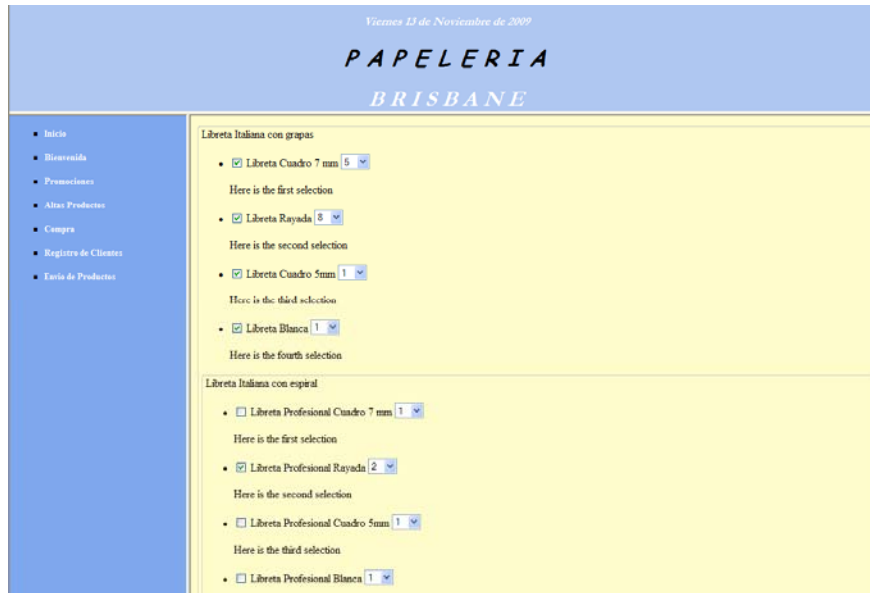 Viernes 13 de Noviembre de 2009
PAPELERIA
BRISBANE
Inicio
Bienvenida
Promociones
Altas Productos
Compra
Registro de Clientes
Envio de Productos
Libreta Italiana con grapas
Libreta Cuadro 7 mm 5
Here is the first selection
Libreta Rayada 8
Here is the second selection
Libreta Cuadro 5mm 1
Here is the third selection
Libreta Blanca 1
Here is the fourth selection
Libreta Italiana con espiral
Libreta Profesional Cuadro 7 mm 1
Here is the first selection
Libreta Profesional Rayada 2
Here is the second selection
Libreta Profesional Cuadro 5mm 1
Here is the third selection
Libreta Profesional Blanca 1